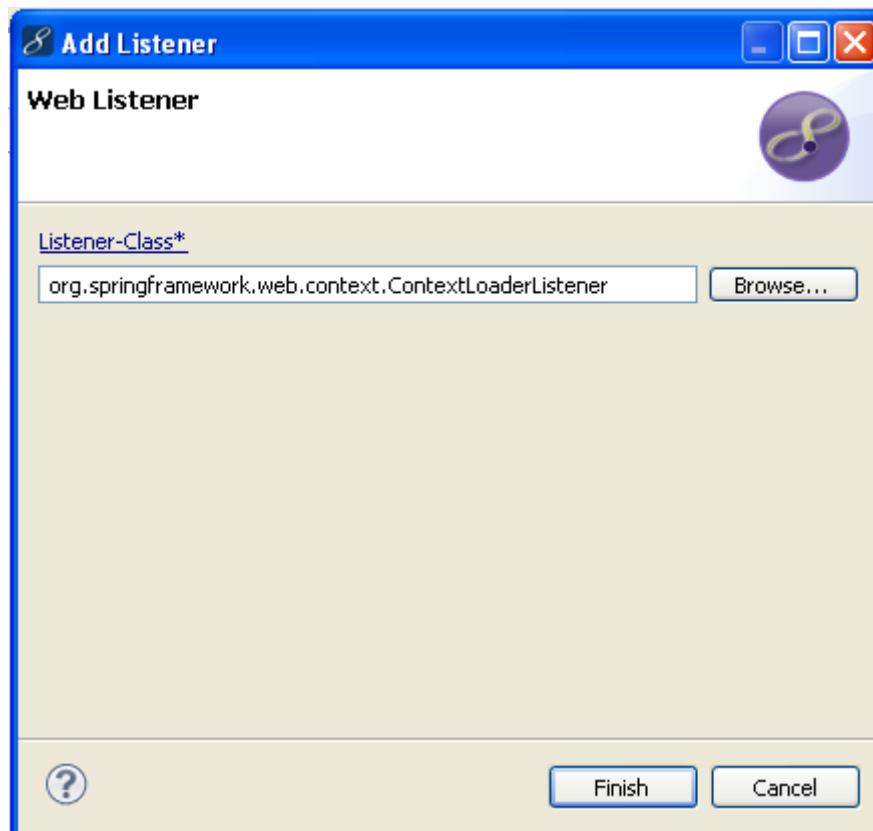 Add Listener
Web Listener
Listener-Class*
org.springframework.web.context.ContextLoaderListener
Browse...
?
Finish
Cancel